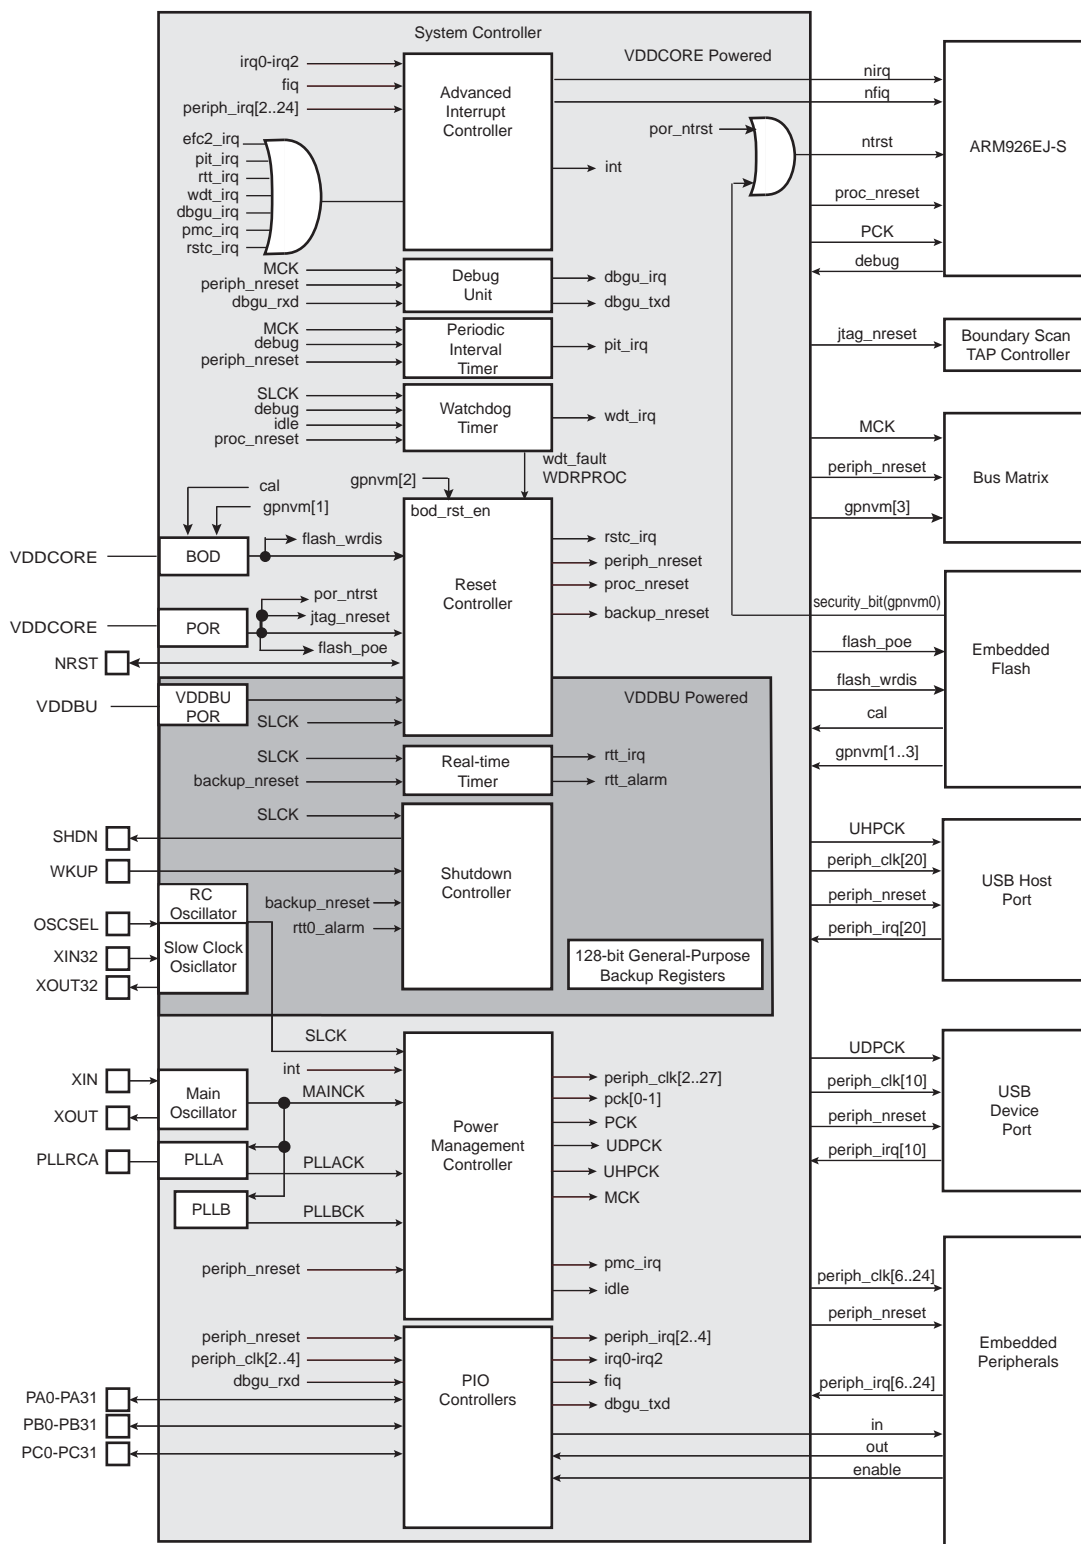 System Controller
VDDCORE Powered
irq0-irq2
fiq
periph_irq[2..24]
efc2_irq
pit_irq
rtt_irq
wdt_irq
dbgu_irq
pmc_irq
rstc_irq
Advanced
Interrupt
Controller
int
por_ntrst
nirq
nfiq
ntrst
proc_nreset
PCK
debug
ARM926EJ-S
MCK
periph_nreset
dbgu_rxd
Debug
Unit
dbgu_irq
dbgu_txd
MCK
debug
periph_nreset
Periodic
Interval
Timer
pit_irq
jtag_nreset
Boundary Scan
TAP Controller
SLCK
debug
idle
proc_nreset
Watchdog
Timer
wdt_irq
wdt_fault
WDRPROC
MCK
periph_nreset
gpnvm[3]
Bus Matrix
gpnvm[2]
cal
gpnvm[1]
bod_rst_en
VDDCORE
BOD
flash_wrdis
Reset
Controller
rstc_irq
periph_nreset
proc_nreset
backup_nreset
VDDCORE
POR
por_ntrst
jtag_nreset
flash_poe
NRST
VDDBU
VDDBU
POR
SLCK
VDDBU Powered
security_bit(gpnvm0)
flash_poe
flash_wrdis
cal
gpnvm[1..3]
Embedded
Flash
SLCK
backup_nreset
Real-time
Timer
rtt_irq
rtt_alarm
SLCK
SHDN
WKUP
backup_nreset
rtt0_alarm
Shutdown
Controller
128-bit General-Purpose
Backup Registers
UHPCK
periph_clk[20]
periph_nreset
periph_irq[20]
USB Host
Port
OSCSEL
XIN32
XOUT32
RC
Oscillator
Slow Clock
Osicllator
SLCK
int
XIN
XOUT
Main
Oscillator
MAINCK
PLLRCA
PLLA
PLLACK
PLLB
PLLBCK
periph_nreset
Power
Management
Controller
periph_clk[2..27]
pck[0-1]
PCK
UDPCK
UHPCK
MCK
pmc_irq
idle
UDPCK
periph_clk[10]
periph_nreset
periph_irq[10]
USB
Device
Port
periph_nreset
periph_clk[2..4]
dbgu_rxd
PA0-PA31
PB0-PB31
PC0-PC31
PIO
Controllers
periph_irq[2..4]
irq0-irq2
fiq
dbgu_txd
periph_clk[6..24]
periph_nreset
periph_irq[6..24]
in
out
enable
Embedded
Peripherals